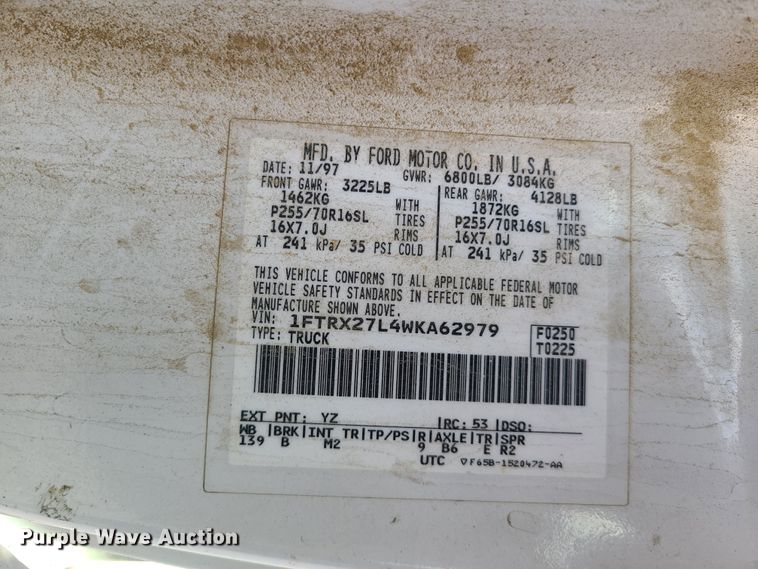 MFD. BY FORD MOTOR CO. IN U.S.A.
DATE: 11/97 GVWR: 6800LB/ 3084KG
FRONT GAWR: 3225LB REAR GAWR: 4128LB
1462KG WITH 1872KG WITH
P255/70R16SL TIRES P255/70R16SL TIRES
16X7.0J RIMS 16X7.0J RIMS
AT 241 kPa/ 35 PSI COLD AT 241 kPa/ 35 PSI COLD
THIS VEHICLE CONFORMS TO ALL APPLICABLE FEDERAL MOTOR
VEHICLE SAFETY STANDARDS IN EFFECT ON THE DATE OF
MANUFACTURE SHOWN ABOVE.
VIN: 1FTRX27L4WKA62979 F0250
TYPE: TRUCK T0225
EXT PNT: YZ |RC: 53 |DSO:
WB |BRK|INT TR|TP/PS|R|AXLE|TR|SPR
139 B M2 9 B6 E R2
UTC ▽F65B-1520472-AA
Purple Wave Auction